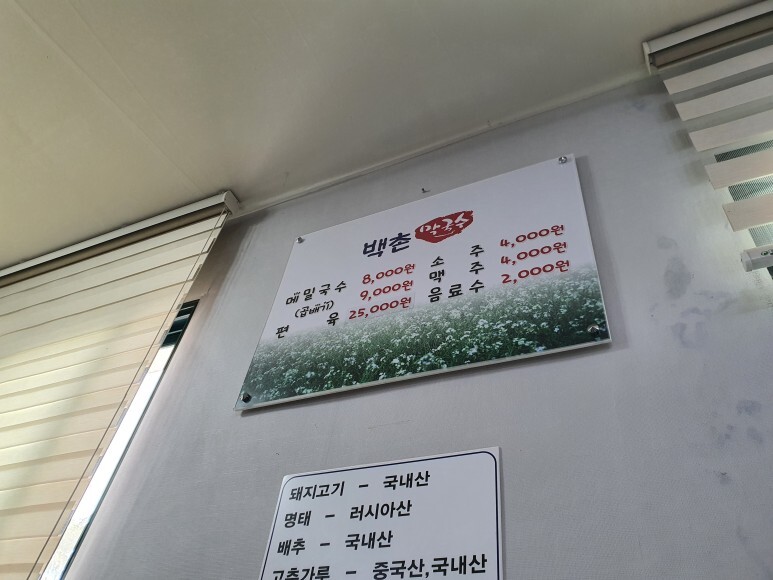 백촌 막국수
메밀국수 8,000원 소주 4,000원
(곱배기) 9,000원 맥주 4,000원
편육 25,000원 음료수 2,000원
돼지고기 - 국내산
명태 - 러시아산
배추 - 국내산
고추가루 - 중국산,국내산